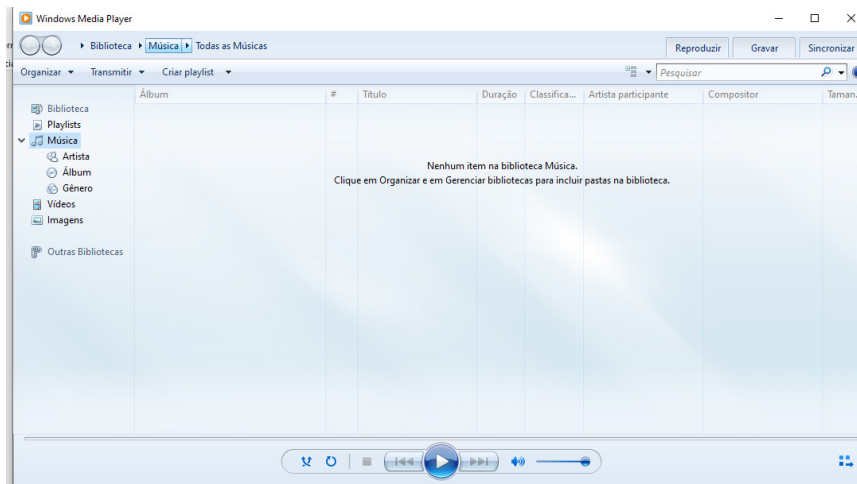 Windows Media Player
Biblioteca Música Todas as Músicas
Reproduzir Gravar Sincronizar
Organizar Transmitir Criar playlist
Pesquisar
Álbum # Título Duração Classifica... Artista participante Compositor Taman...
Biblioteca
Playlists
Música
Artista
Álbum
Gênero
Vídeos
Imagens
Outras Bibliotecas
Nenhum item na biblioteca Música.
Clique em Organizar e em Gerenciar bibliotecas para incluir pastas na biblioteca.